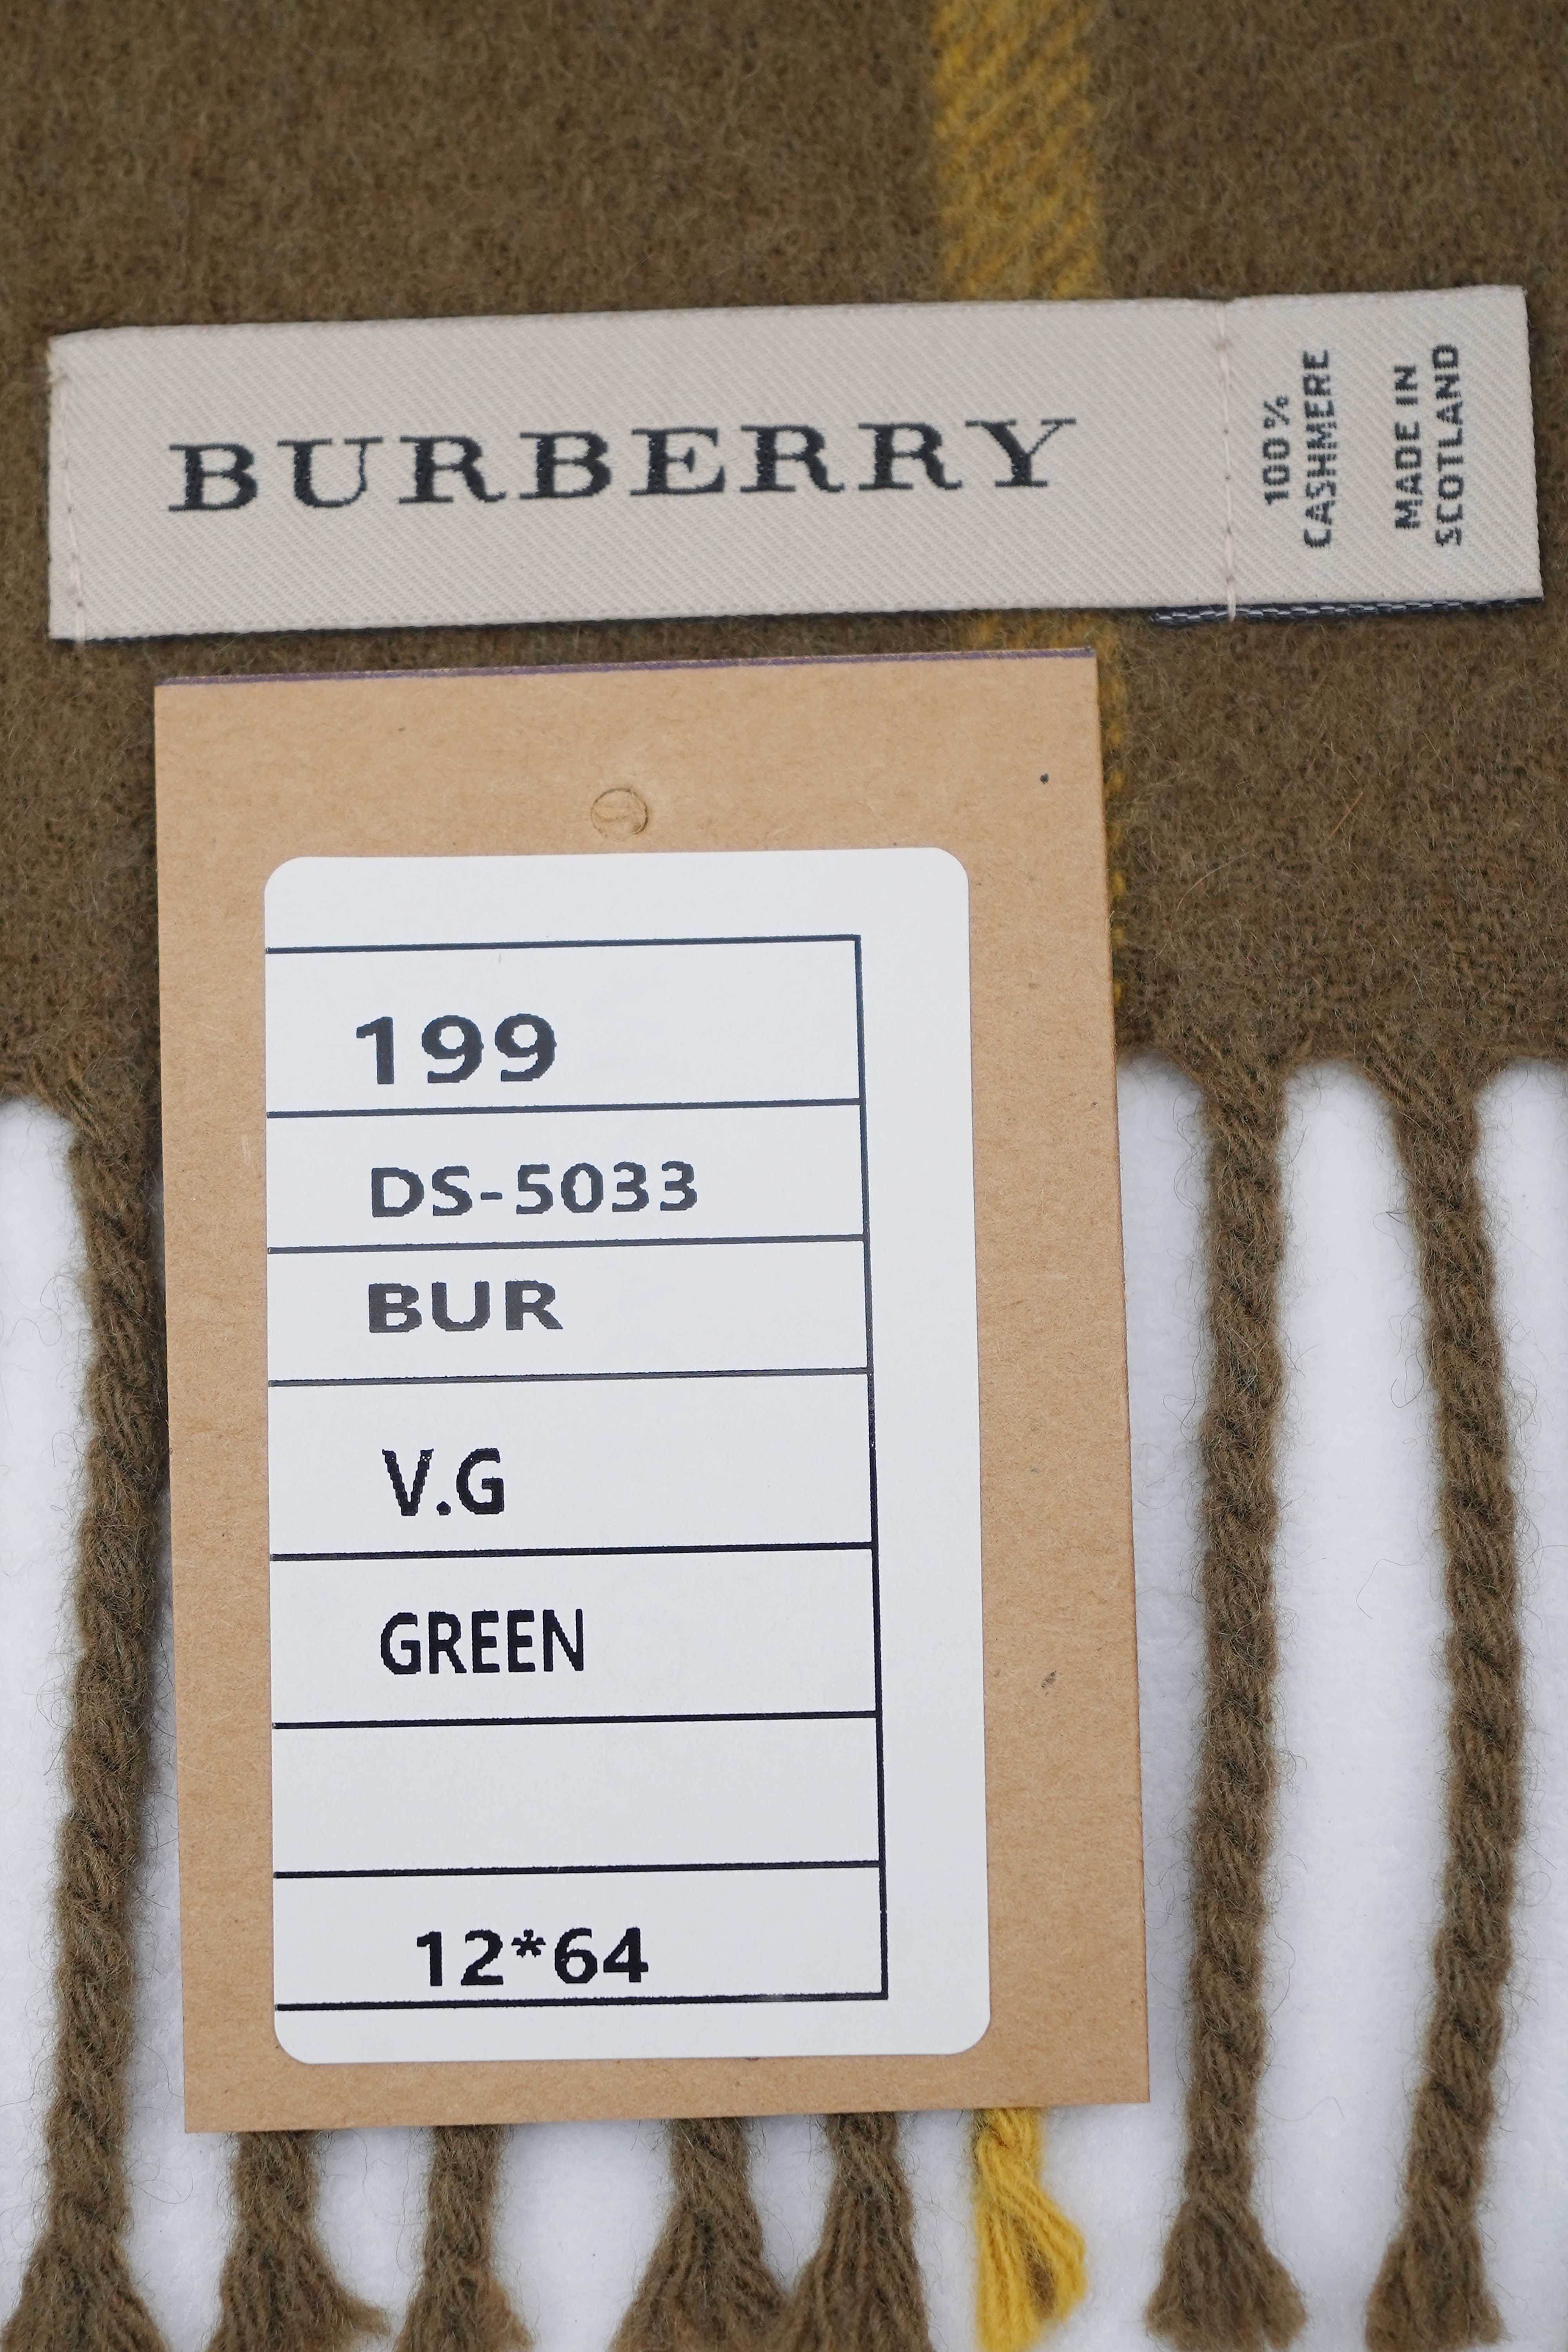 BURBERRY
100%
CASHMERE
MADE IN
SCOTLAND
199
DS-5033
BUR
V.G
GREEN
12*64